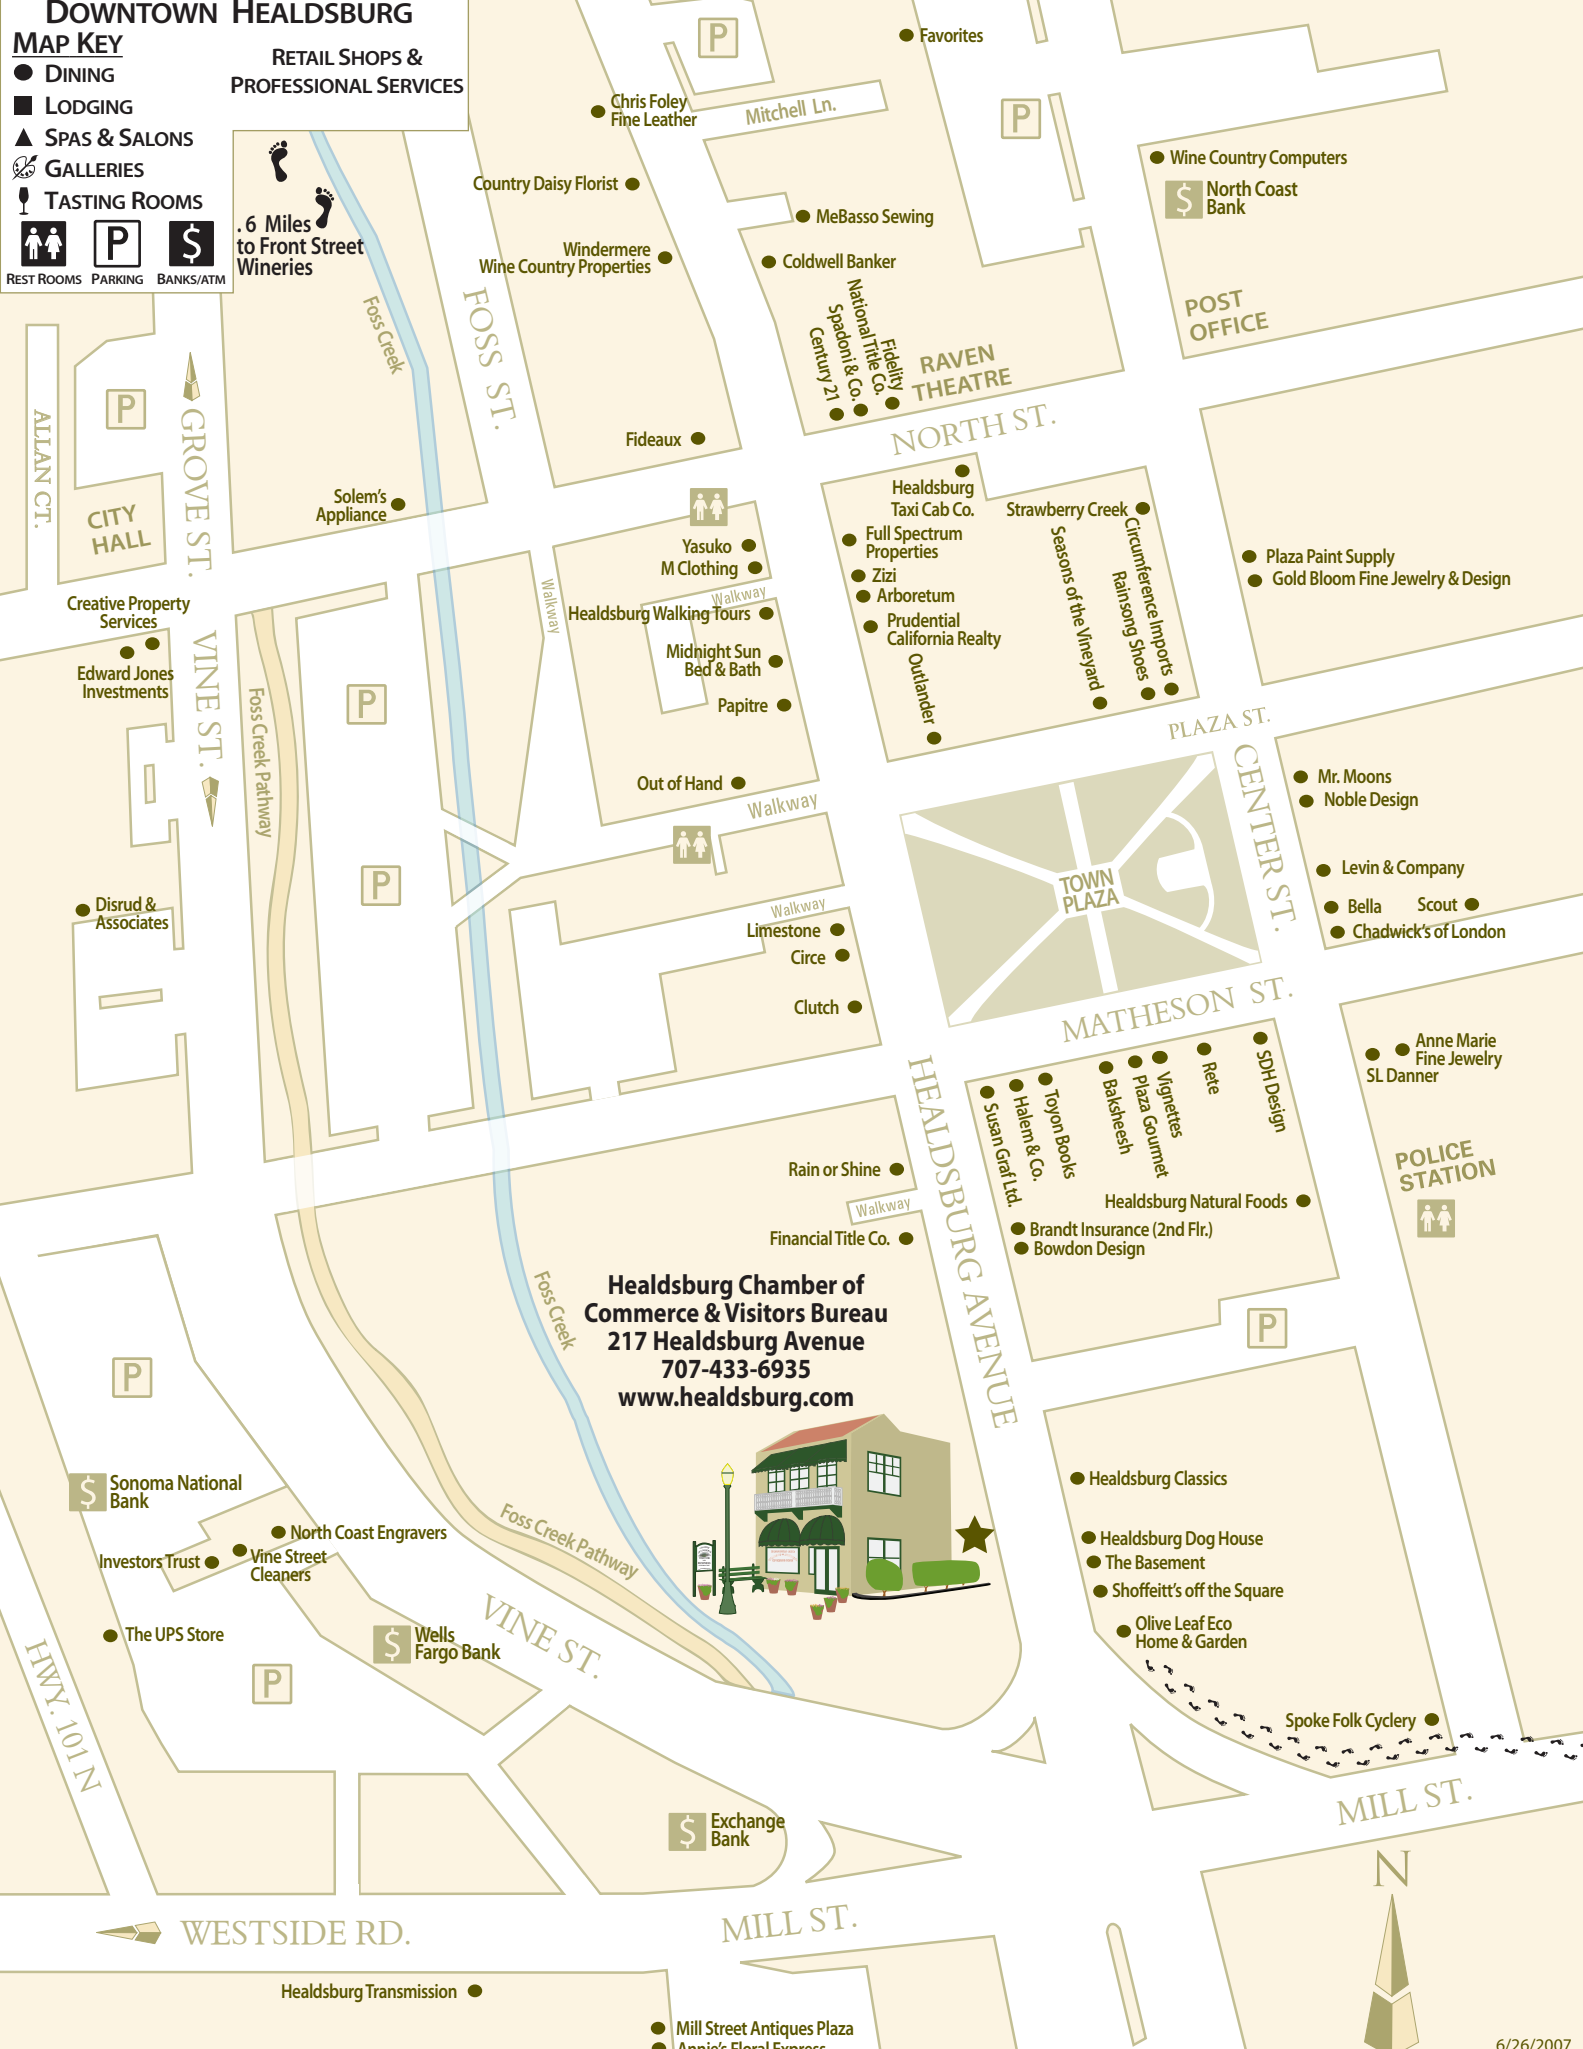 DOWNTOWN HEALDSBURG
MAP KEY
DINING
LODGING
SPAS & SALONS
GALLERIES
TASTING ROOMS
P
$
REST ROOMS
PARKING
BANKS/ATM
RETAIL SHOPS &
PROFESSIONAL SERVICES
.6 Miles
to Front Street
Wineries
P
Favorites
Chris Foley
Fine Leather
Mitchell Ln.
P
Country Daisy Florist
MeBasso Sewing
Wine Country Computers
$
North Coast
Bank
Windermere
Wine Country Properties
Coldwell Banker
Foss Creek
FOSS ST.
Century 21
Spadoni & Co.
National Title Co.
Fidelity
RAVEN
THEATRE
POST
OFFICE
P
ALLAN CT.
GROVE ST.
CITY
HALL
Fideaux
NORTH ST.
Solem's
Appliance
Healdsburg
Taxi Cab Co.
Strawberry Creek
Yasuko
M Clothing
Walkway
Walkway
Healdsburg Walking Tours
Midnight Sun
Bed & Bath
Papitre
Full Spectrum
Properties
Zizi
Arboretum
Prudential
California Realty
Outlander
Seasons of the Vineyard
Rainsong Shoes
Circumference Imports
Plaza Paint Supply
Gold Bloom Fine Jewelry & Design
Creative Property
Services
Edward Jones
Investments
VINE ST.
Foss Creek Pathway
P
PLAZA ST.
Out of Hand
Walkway
CENTER ST.
Mr. Moons
Noble Design
P
TOWN
PLAZA
Levin & Company
Bella
Scout
Chadwick's of London
Disrud &
Associates
Walkway
Limestone
Circe
Clutch
MATHESON ST.
HEALDSBURG AVENUE
Susan Graf Ltd.
Halem & Co.
Toyon Books
Baksheesh
Plaza Gourmet
Vignettes
Rete
SDH Design
Anne Marie
Fine Jewelry
SL Danner
POLICE
STATION
Rain or Shine
Walkway
Financial Title Co.
Healdsburg Natural Foods
Brandt Insurance (2nd Flr.)
Bowdon Design
Foss Creek
Healdsburg Chamber of
Commerce & Visitors Bureau
217 Healdsburg Avenue
707-433-6935
www.healdsburg.com
P
P
$
Sonoma National
Bank
North Coast Engravers
Investors Trust
Vine Street
Cleaners
Foss Creek Pathway
Healdsburg Classics
Healdsburg Dog House
The Basement
Shoffeitt's off the Square
Olive Leaf Eco
Home & Garden
The UPS Store
$
Wells
Fargo Bank
VINE ST.
P
HWY. 101 N
Spoke Folk Cyclery
MILL ST.
$
Exchange
Bank
N
WESTSIDE RD.
MILL ST.
Healdsburg Transmission
Mill Street Antiques Plaza
Annie's Floral Express
6/26/2007